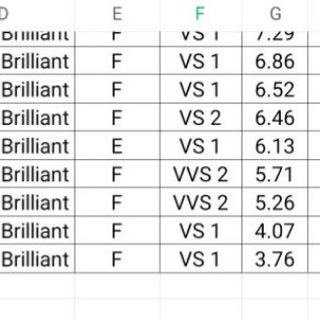 D E F G
Brilliant F VS 1 7.29
Brilliant F VS 1 6.86
Brilliant F VS 1 6.52
Brilliant F VS 2 6.46
Brilliant E VS 1 6.13
Brilliant F VVS 2 5.71
Brilliant F VVS 2 5.26
Brilliant F VS 1 4.07
Brilliant F VS 1 3.76